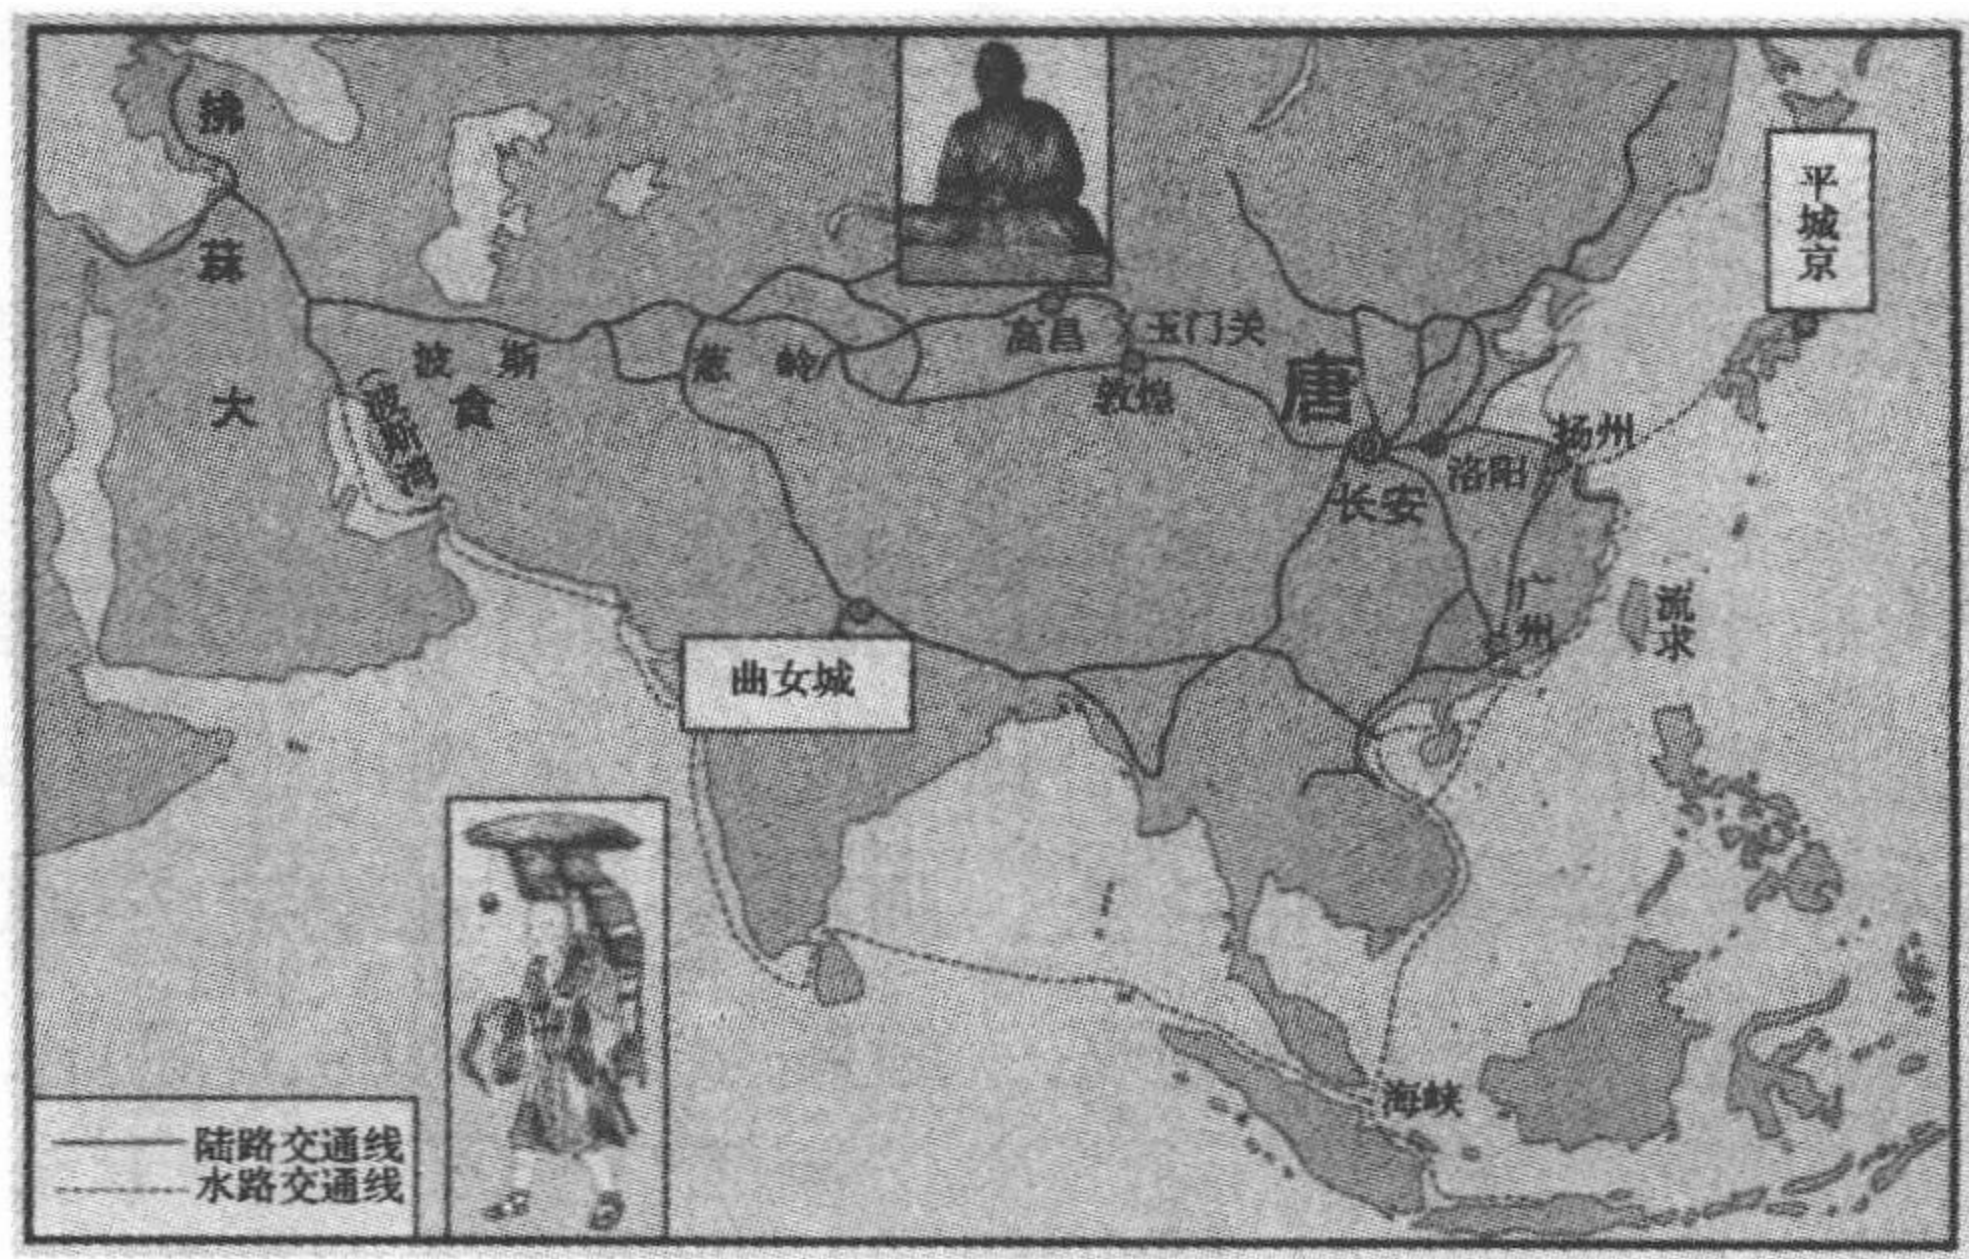 拂
菻
大
食
波斯
(波斯湾
葱岭
高昌
玉门关
敦煌
唐
长安
洛阳
扬州
广州
流求
平城京
曲女城
海峡
陆路交通线
水路交通线